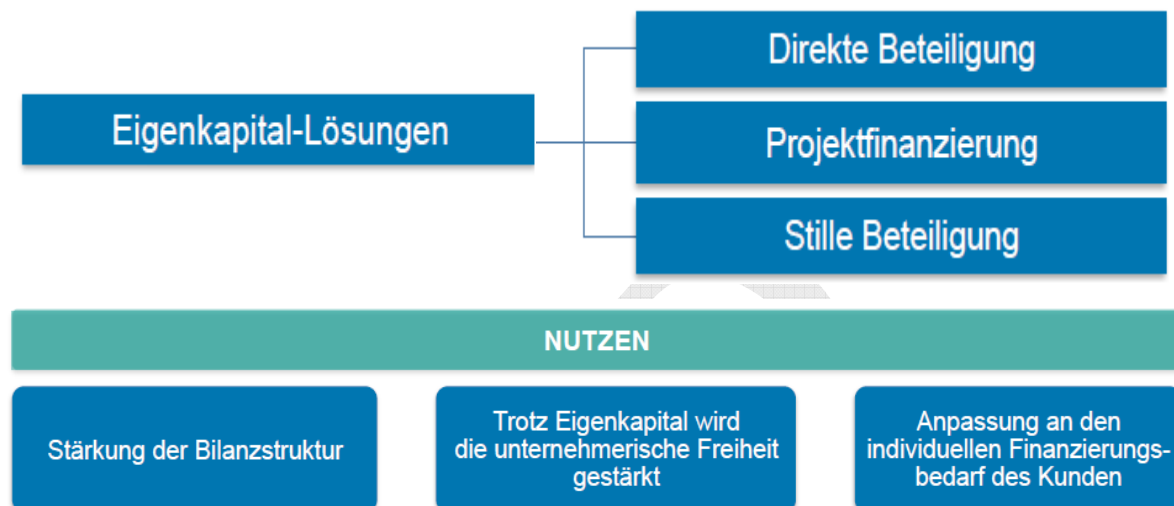 Eigenkapital-Lösungen
Direkte Beteiligung
Projektfinanzierung
Stille Beteiligung
NUTZEN
Stärkung der Bilanzstruktur
Trotz Eigenkapital wird
die unternehmerische Freiheit
gestärkt
Anpassung an den
individuellen Finanzierungs-
bedarf des Kunden